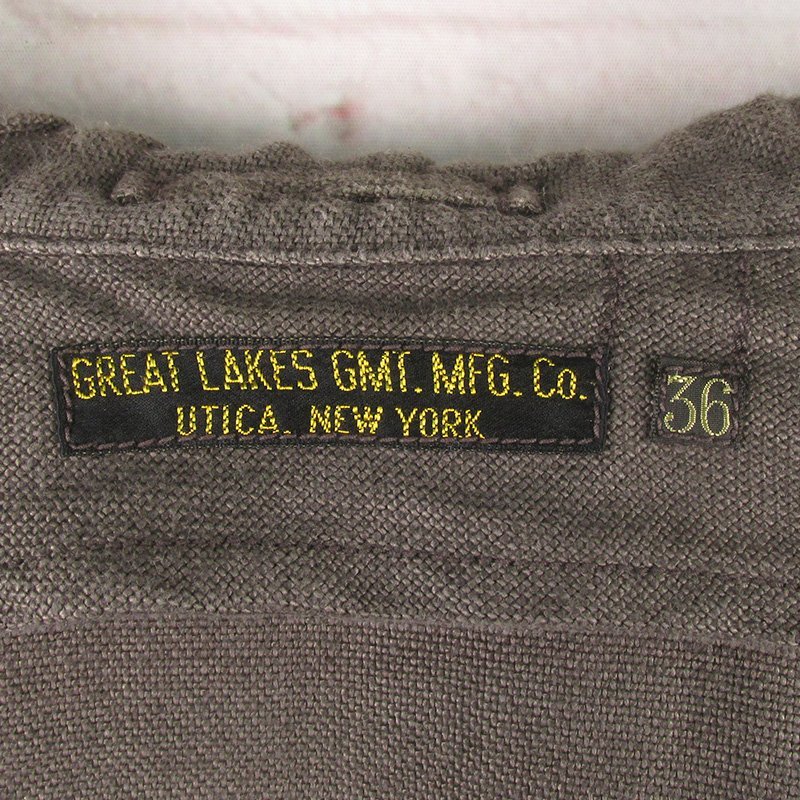 GREAT LAKES GMT. MFG. Co.
UTICA. NEW YORK
36